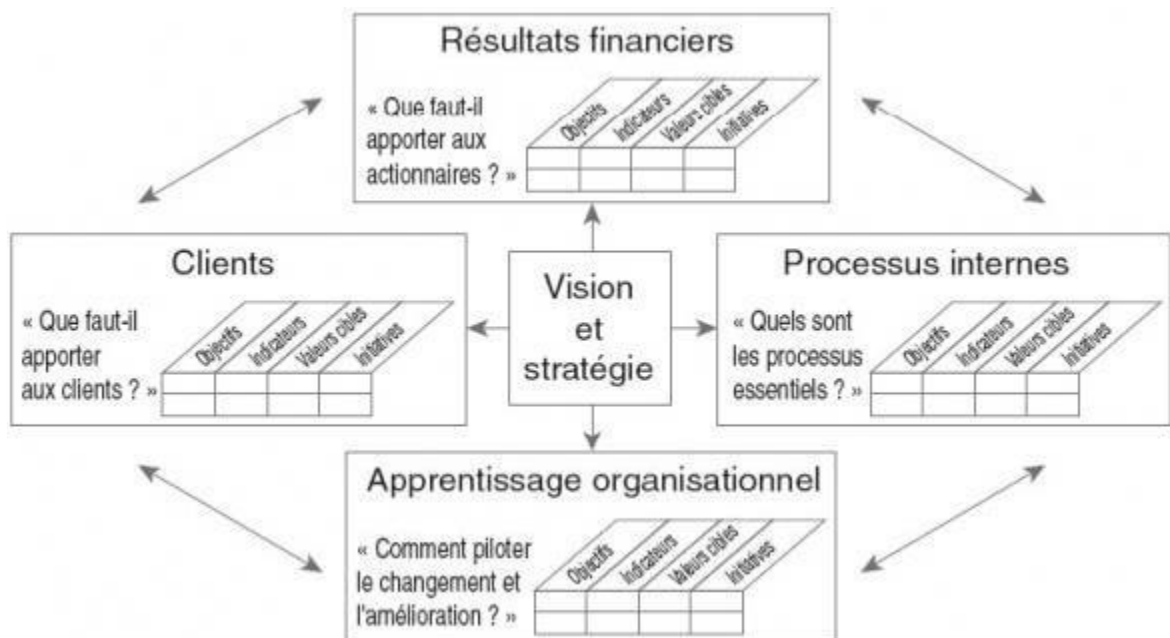 Résultats financiers
« Que faut-il
apporter aux
actionnaires ? »
Objectifs
Indicateurs
Valeurs cibles
Initiatives
Clients
« Que faut-il
apporter
aux clients ? »
Objectifs
Indicateurs
Valeurs cibles
Initiatives
Vision
et
stratégie
Processus internes
« Quels sont
les processus
essentiels ? »
Objectifs
Indicateurs
Valeurs cibles
Initiatives
Apprentissage organisationnel
« Comment piloter
le changement et
l'amélioration ? »
Objectifs
Indicateurs
Valeurs cibles
Initiatives